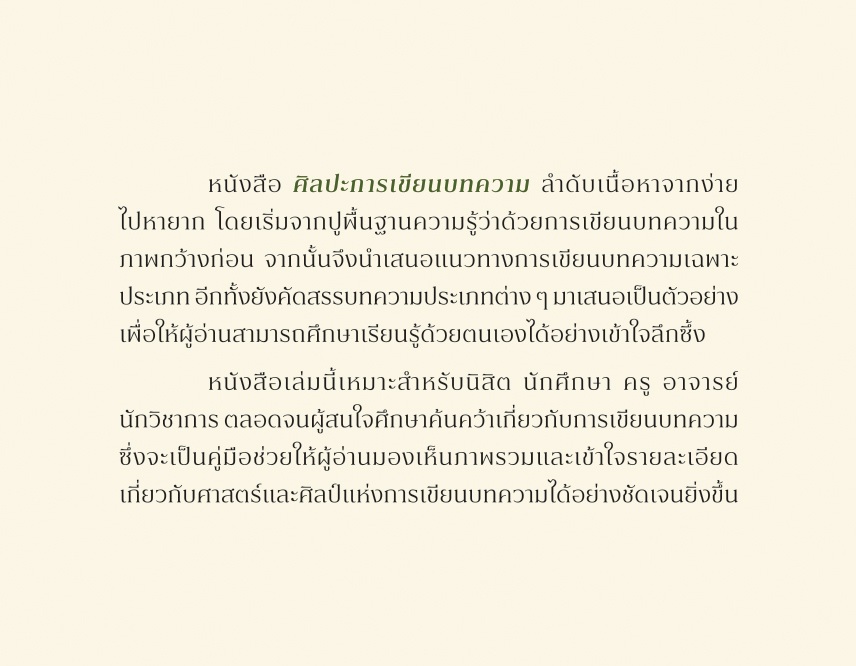 หนังสือ ศิลปะการเขียนบทความ ลำดับเนื้อหาจากง่าย
ไปหายาก โดยเริ่มจากปูพื้นฐานความรู้ว่าด้วยการเขียนบทความใน
ภาพกว้างก่อน จากนั้นจึงนำเสนอแนวทางการเขียนบทความเฉพาะ
ประเภท อีกทั้งยังคัดสรรบทความประเภทต่าง ๆ มาเสนอเป็นตัวอย่าง
เพื่อให้ผู้อ่านสามารถศึกษาเรียนรู้ด้วยตนเองได้อย่างเข้าใจลึกซึ้ง
หนังสือเล่มนี้เหมาะสำหรับนิสิต นักศึกษา ครู อาจารย์
นักวิชาการ ตลอดจนผู้สนใจศึกษาค้นคว้าเกี่ยวกับการเขียนบทความ
ซึ่งจะเป็นคู่มือช่วยให้ผู้อ่านมองเห็นภาพรวมและเข้าใจรายละเอียด
เกี่ยวกับศาสตร์และศิลป์แห่งการเขียนบทความได้อย่างชัดเจนยิ่งขึ้น